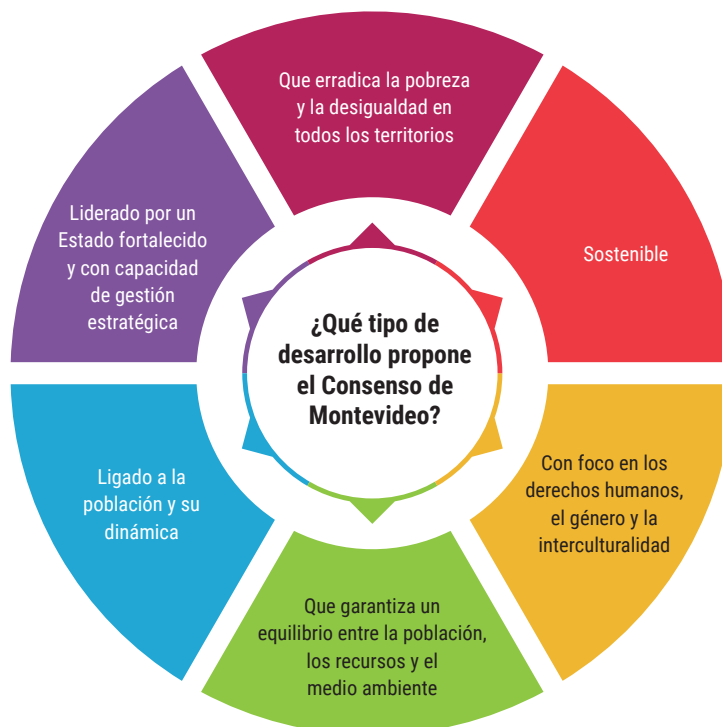 ¿Qué tipo de
desarrollo propone
el Consenso de
Montevideo?
Que erradica la pobreza
y la desigualdad en
todos los territorios
Sostenible
Con foco en los
derechos humanos,
el género y la
interculturalidad
Que garantiza un
equilibrio entre la población,
los recursos y el
medio ambiente
Ligado a la
población y su
dinámica
Liderado por un
Estado fortalecido
y con capacidad
de gestión
estratégica